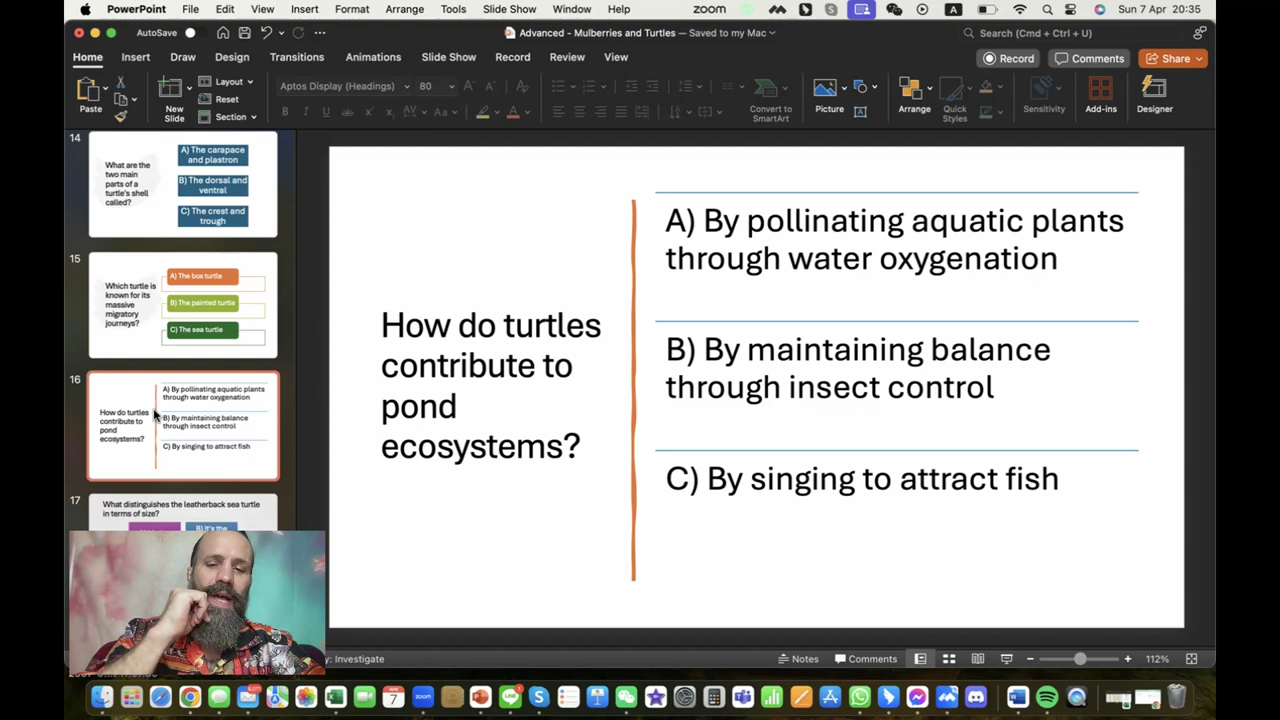 PowerPoint File Edit View Insert Format Arrange Tools Slide Show Window Help zoom Sun 7 Apr 20:35
AutoSave Advanced - Mulberries and Turtles — Saved to my Mac Search (Cmd + Ctrl + U)
Home Insert Draw Design Transitions Animations Slide Show Record Review View Record Comments Share
Paste
New
Slide
Layout
Reset
Section
Aptos Display (Headings) 80
Convert to
SmartArt
Picture
Arrange
Quick
Styles
Sensitivity
Add-ins
Designer
14
What are the
two main
parts of a
turtle's shell
called?
A) The carapace
and plastron
B) The dorsal and
ventral
C) The crest and
trough
15
Which turtle is
known for its
massive
migratory
journeys?
A) The box turtle
B) The painted turtle
C) The sea turtle
16
How do turtles
contribute to
pond
ecosystems?
A) By pollinating aquatic plants
through water oxygenation
B) By maintaining balance
through insect control
C) By singing to attract fish
17
What distinguishes the leatherback sea turtle
in terms of size?
B) It's the
How do turtles
contribute to
pond
ecosystems?
A) By pollinating aquatic plants
through water oxygenation
B) By maintaining balance
through insect control
C) By singing to attract fish
: Investigate Notes Comments 112%